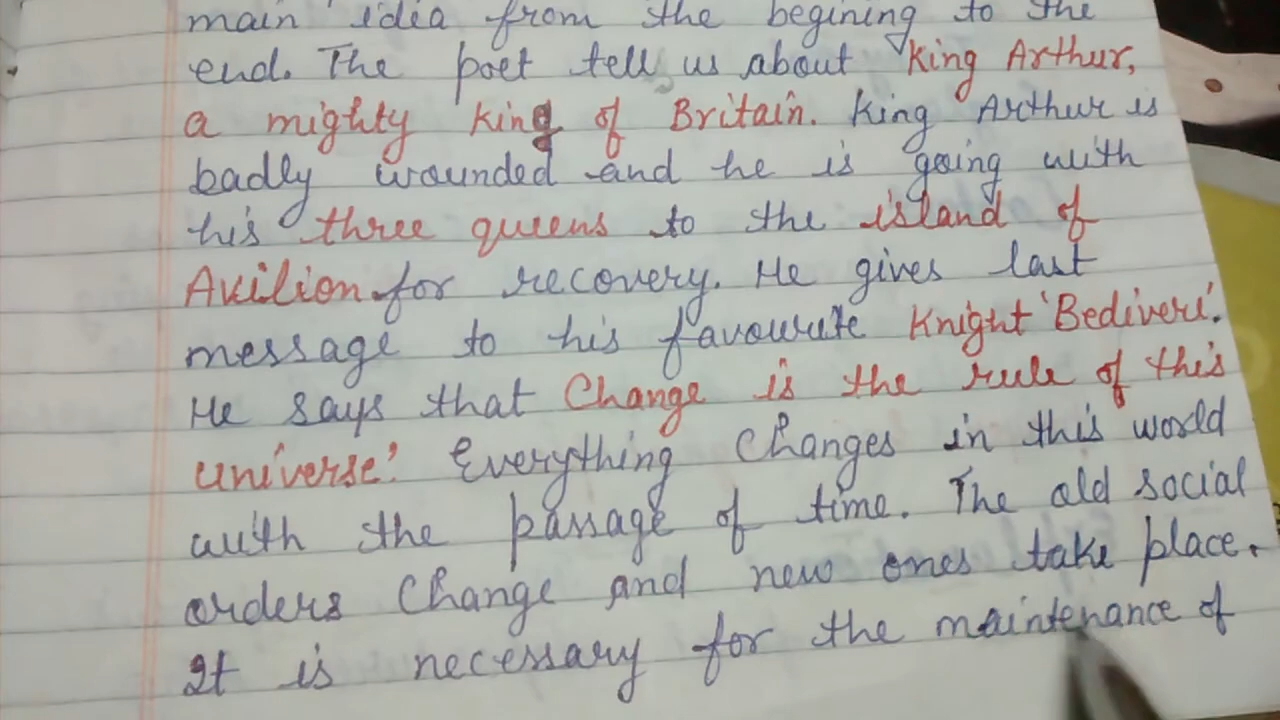 main idea from the begining to the
end. The poet tell us about King Arthur,
a mighty king of Britain. King Arthur is
badly wounded and he is going with
his three queens to the island of
Avilion for recovery. He gives last
message to his favourite Knight 'Bediveri'.
He says that Change is the rule of this
universe.' Everything Changes in this world
with the passage of time. The old social
orders Change and new ones take place.
It is necessary for the maintenance of